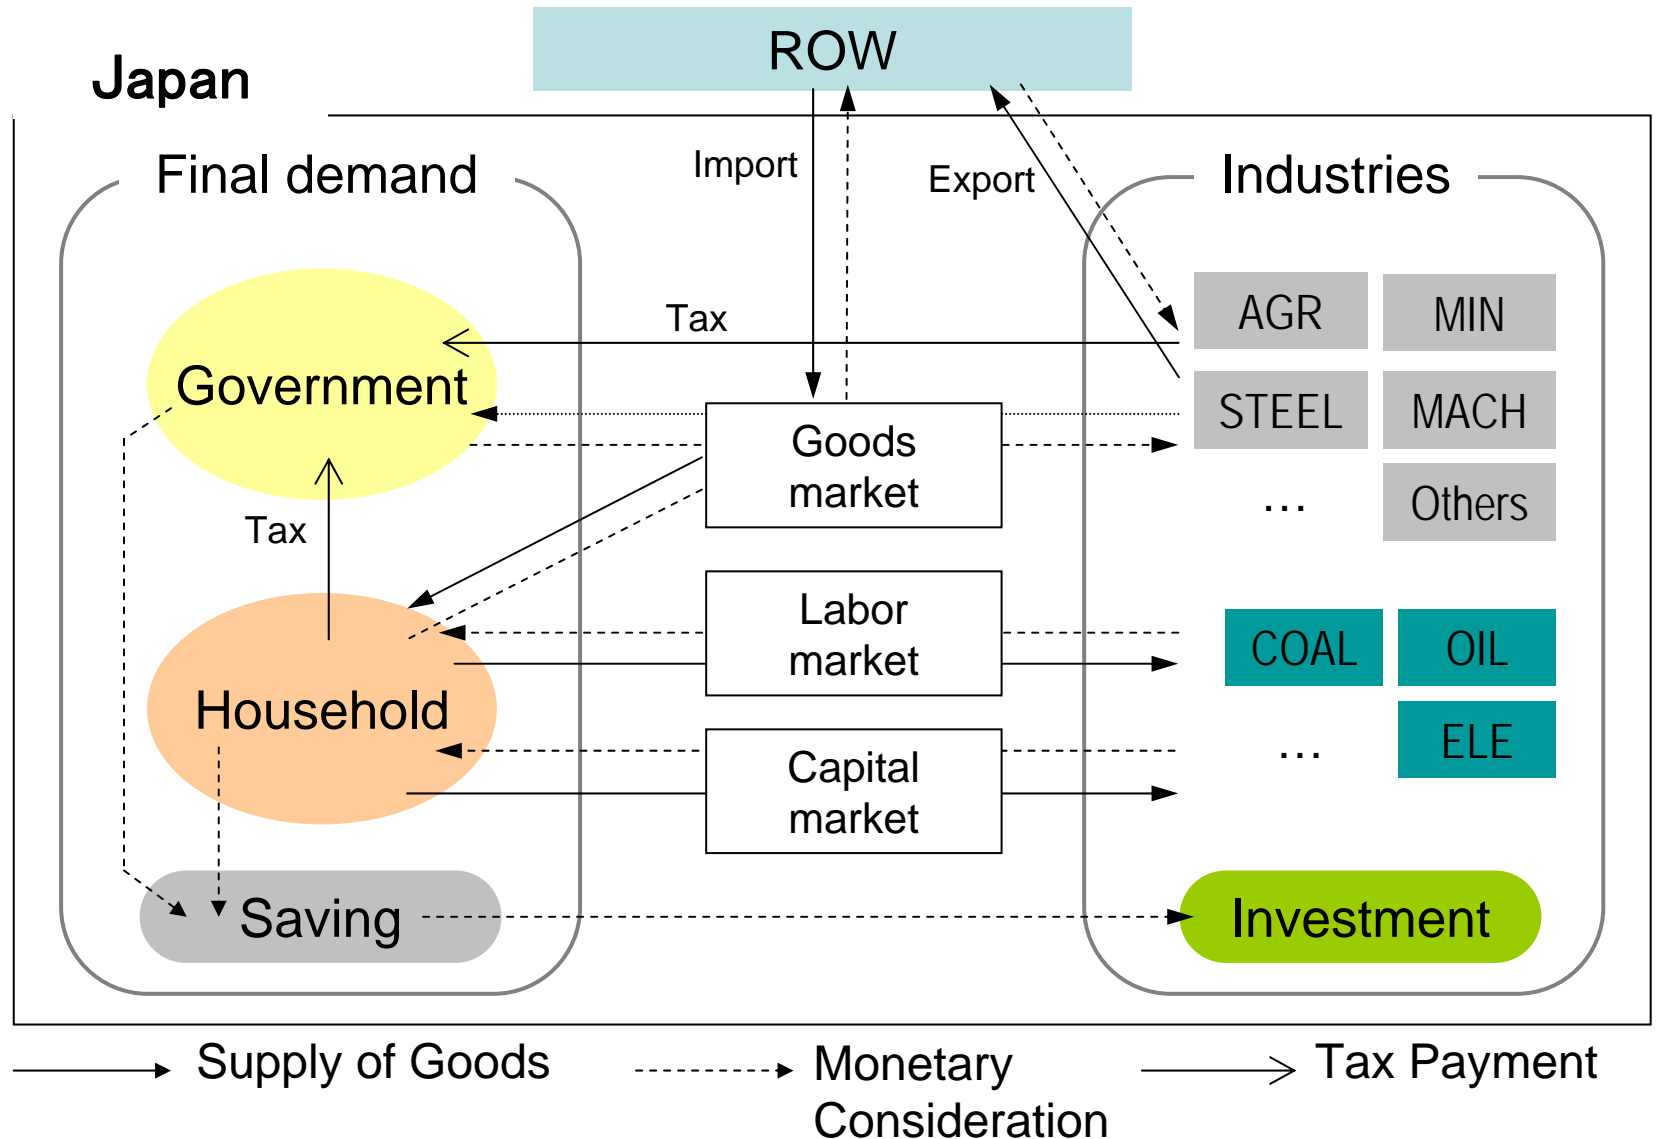 ROW
Japan
Final demand
Import
Export
Industries
Tax
AGR
MIN
Government
STEEL
MACH
Goods
market
...
Others
Tax
Labor
market
COAL
OIL
Household
Capital
market
...
ELE
Saving
Investment
Supply of Goods
Monetary
Consideration
Tax Payment